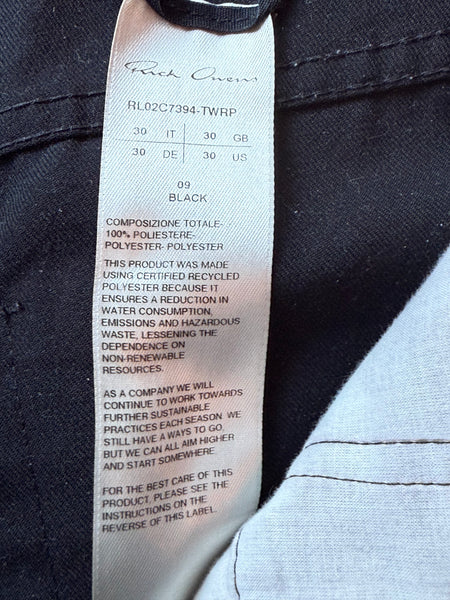 Rick Owens
RL02C7394-TWRP
30 IT 30 GB
30 DE 30 US
09
BLACK
COMPOSIZIONE TOTALE-
100% POLIESTERE-
POLYESTER- POLYESTER
THIS PRODUCT WAS MADE
USING CERTIFIED RECYCLED
POLYESTER BECAUSE IT
ENSURES A REDUCTION IN
WATER CONSUMPTION,
EMISSIONS AND HAZARDOUS
WASTE, LESSENING THE
DEPENDENCE ON
NON-RENEWABLE
RESOURCES.
AS A COMPANY WE WILL
CONTINUE TO WORK TOWARDS
FURTHER SUSTAINABLE
PRACTICES EACH SEASON. WE
STILL HAVE A WAYS TO GO.
BUT WE CAN ALL AIM HIGHER
AND START SOMEWHERE
FOR THE BEST CARE OF THIS
PRODUCT, PLEASE SEE THE
INSTRUCTIONS ON THE
REVERSE OF THIS LABEL.